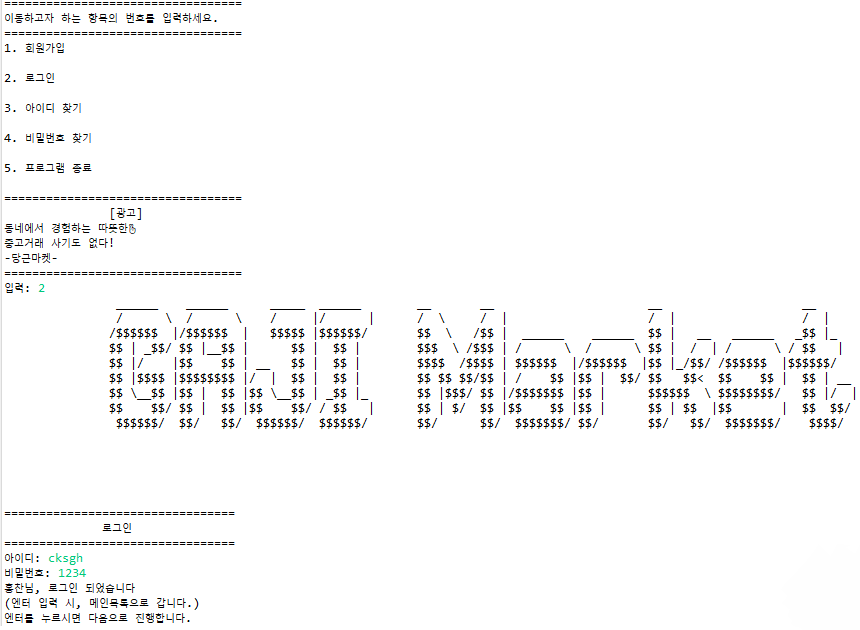 ==================================
이동하고자 하는 항목의 번호를 입력하세요.
==================================
1. 회원가입
2. 로그인
3. 아이디 찾기
4. 비밀번호 찾기
5. 프로그램 종료
==================================
[광고]
동네에서 경험하는 따뜻한
중고거래 사기도 없다!
-당근마켓-
==================================
입력: 2
GAJI Market
=================================
로그인
=================================
아이디: cksgh
비밀번호: 1234
홍찬님, 로그인 되었습니다
(엔터 입력 시, 메인목록으로 갑니다.)
엔터를 누르시면 다음으로 진행합니다.